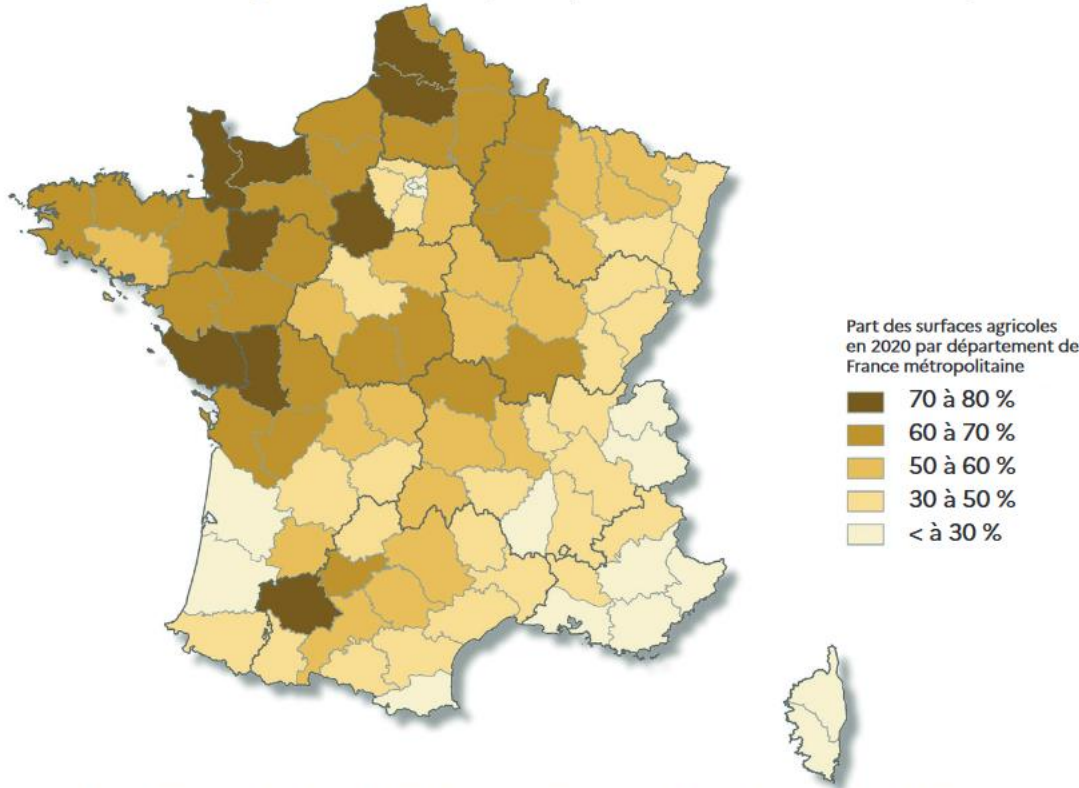 Part des surfaces agricoles
en 2020 par département de
France métropolitaine
70 à 80 %
60 à 70 %
50 à 60 %
30 à 50 %
< à 30 %